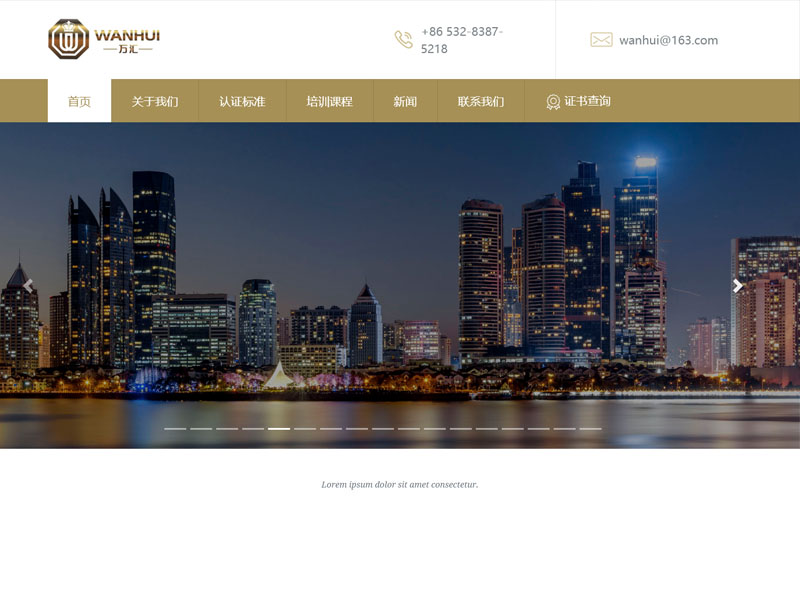 WANHUI
万汇
+86 532-8387-
5218
wanhui@163.com
首页
关于我们
认证标准
培训课程
新闻
联系我们
证书查询
Lorem ipsum dolor sit amet consectetur.